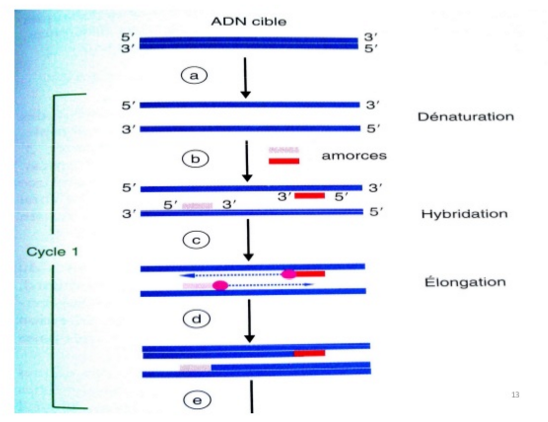 ADN cible
5′ 3′
3′ 5′
a
5′ 3′
Dénaturation
3′ 5′
b amorces
5′ 3′
3′ 5′
5′ 3′
3′ 5′
Hybridation
c
Cycle 1
Élongation
d
e
13